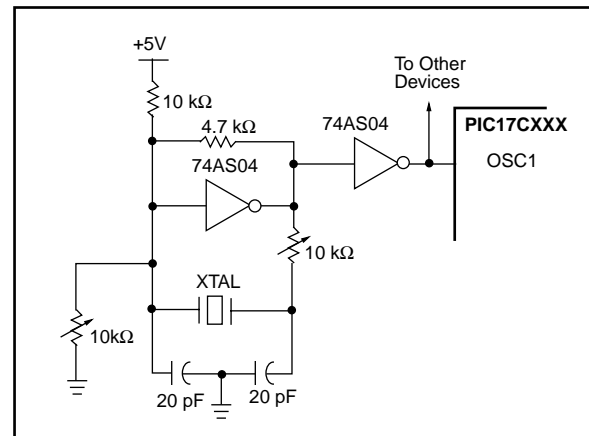 +5V
10 kΩ
4.7 kΩ
74AS04
74AS04
To Other
Devices
PIC17CXXX
OSC1
10 kΩ
XTAL
10kΩ
20 pF
20 pF